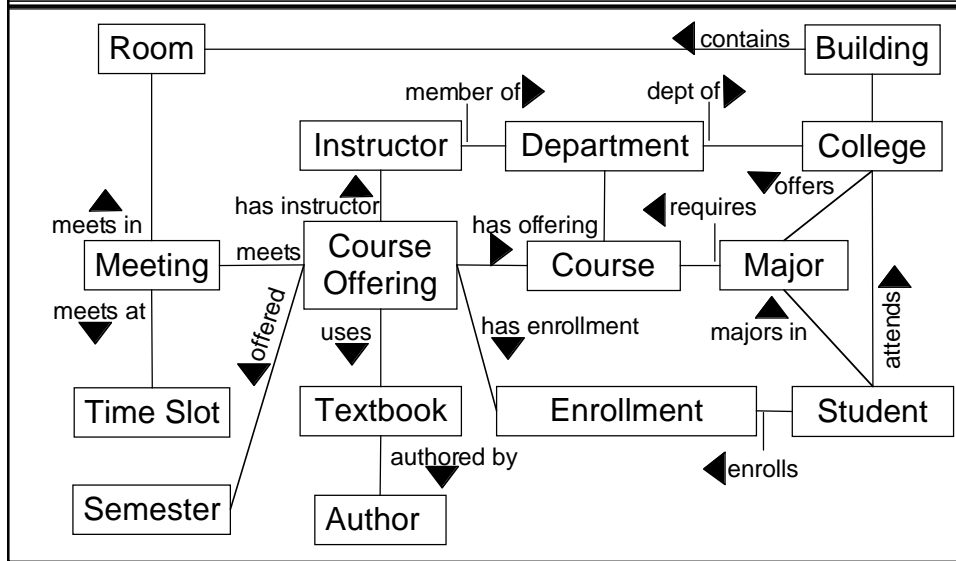 Room
contains
Building
member of
dept of
Instructor
Department
College
has instructor
offers
meets in
requires
Meeting
meets
Course
Offering
has offering
Course
Major
meets at
offered
uses
has enrollment
majors in
attends
Time Slot
Textbook
Enrollment
Student
authored by
enrolls
Semester
Author